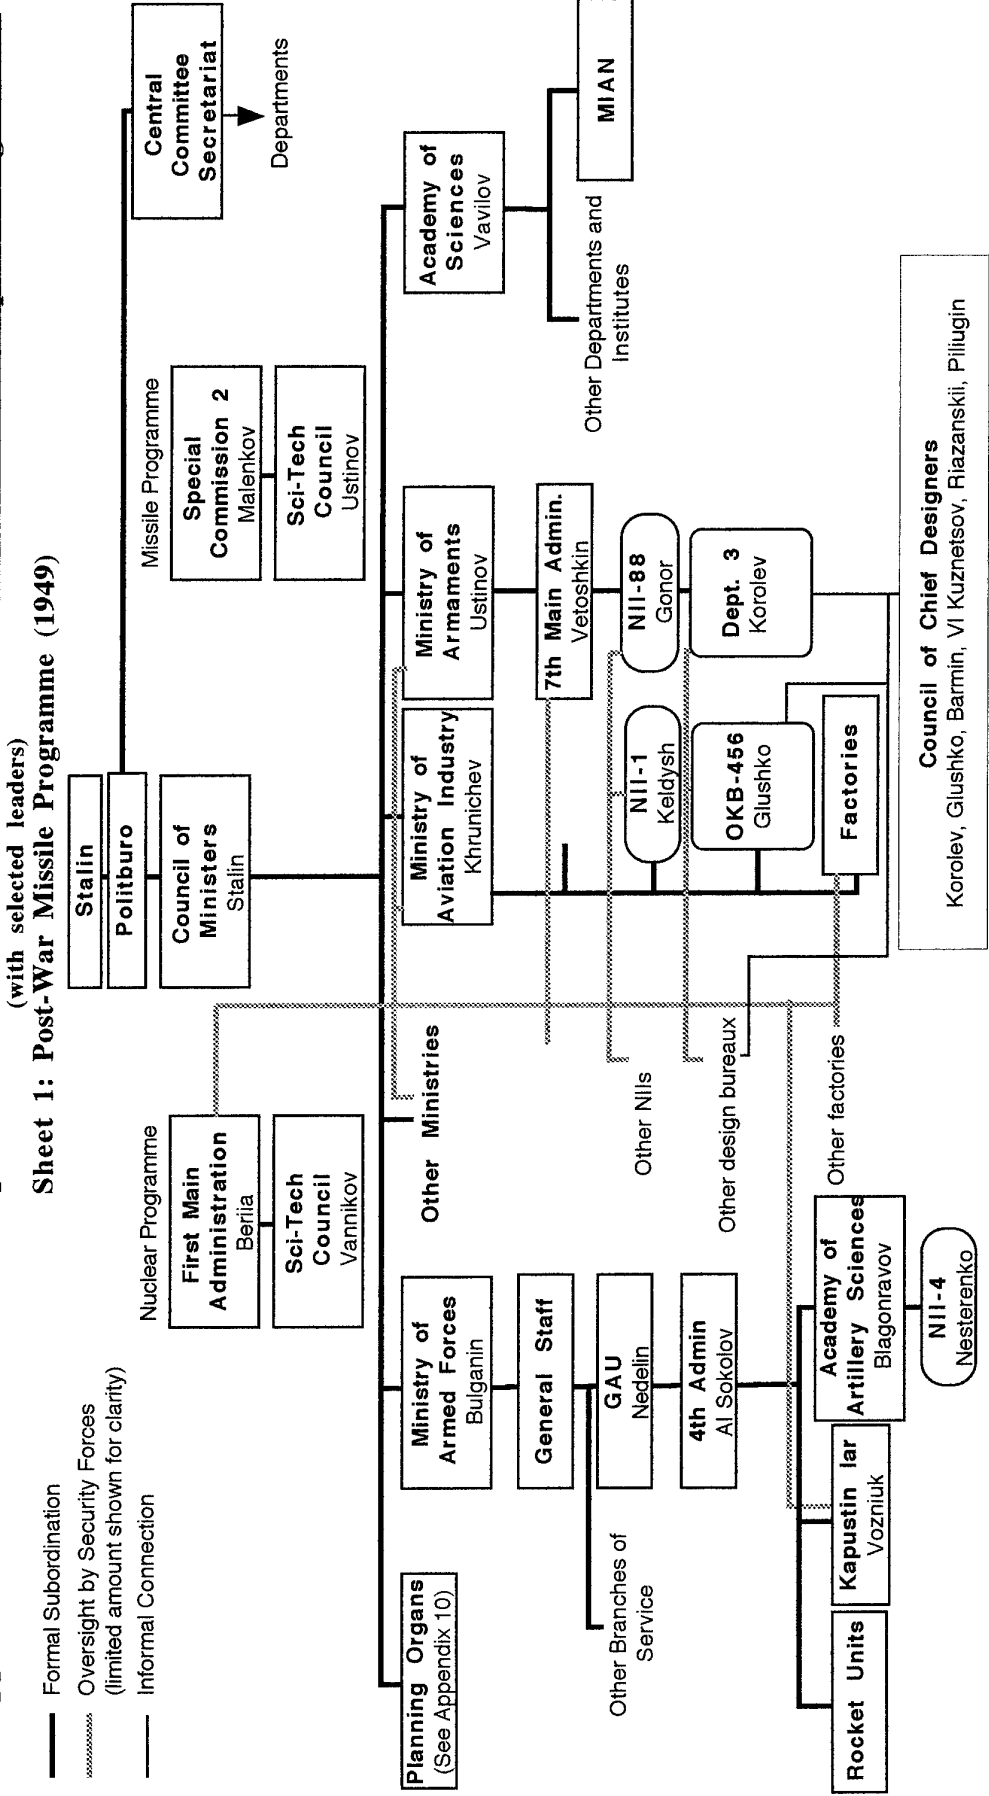 (with selected leaders)
Sheet 1: Post-War Missile Programme (1949)
Formal Subordination
Oversight by Security Forces
(limited amount shown for clarity)
Informal Connection
Stalin
Politburo
Council of
Ministers
Stalin
Central
Committee
Secretariat
Departments
Nuclear Programme
First Main
Administration
Beriia
Sci-Tech
Council
Vannikov
Missile Programme
Special
Commission 2
Malenkov
Sci-Tech
Council
Ustinov
Planning Organs
(See Appendix 10)
Ministry of
Armed Forces
Bulganin
Other Ministries
Ministry of
Aviation Industry
Khrunichev
Ministry of
Armaments
Ustinov
Academy of
Sciences
Vavilov
General Staff
7th Main Admin.
Vetoshkin
Other Branches of
Service
GAU
Nedelin
Other NIIs
NII-1
Keldysh
NII-88
Gonor
Other Departments and
Institutes
MIAN
4th Admin
AI Sokolov
Other design bureaux
OKB-456
Glushko
Dept. 3
Korolev
Other factories
Factories
Rocket Units
Kapustin Iar
Vozniuk
Academy of
Artillery Sciences
Blagonravov
NII-4
Nesterenko
Council of Chief Designers
Korolev, Glushko, Barmin, VI Kuznetsov, Riazanskii, Piliugin